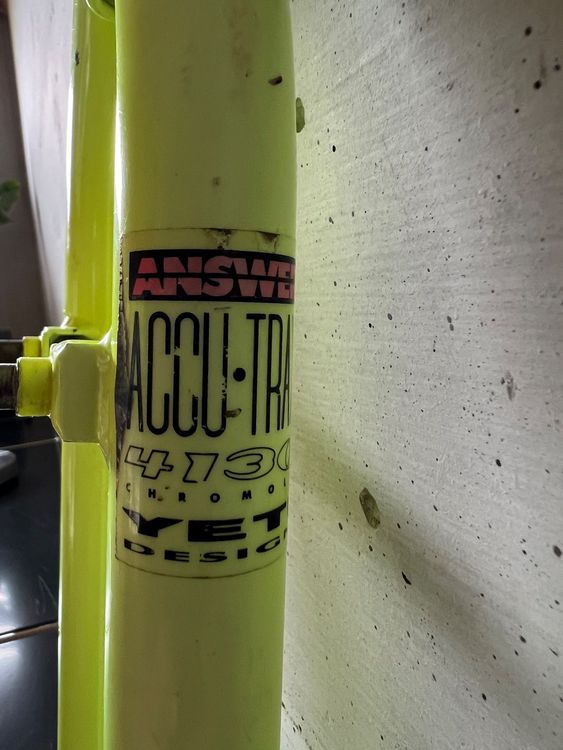 ANSWE
ACCU·TRA
4130
CHROMOL
YET
DESIG